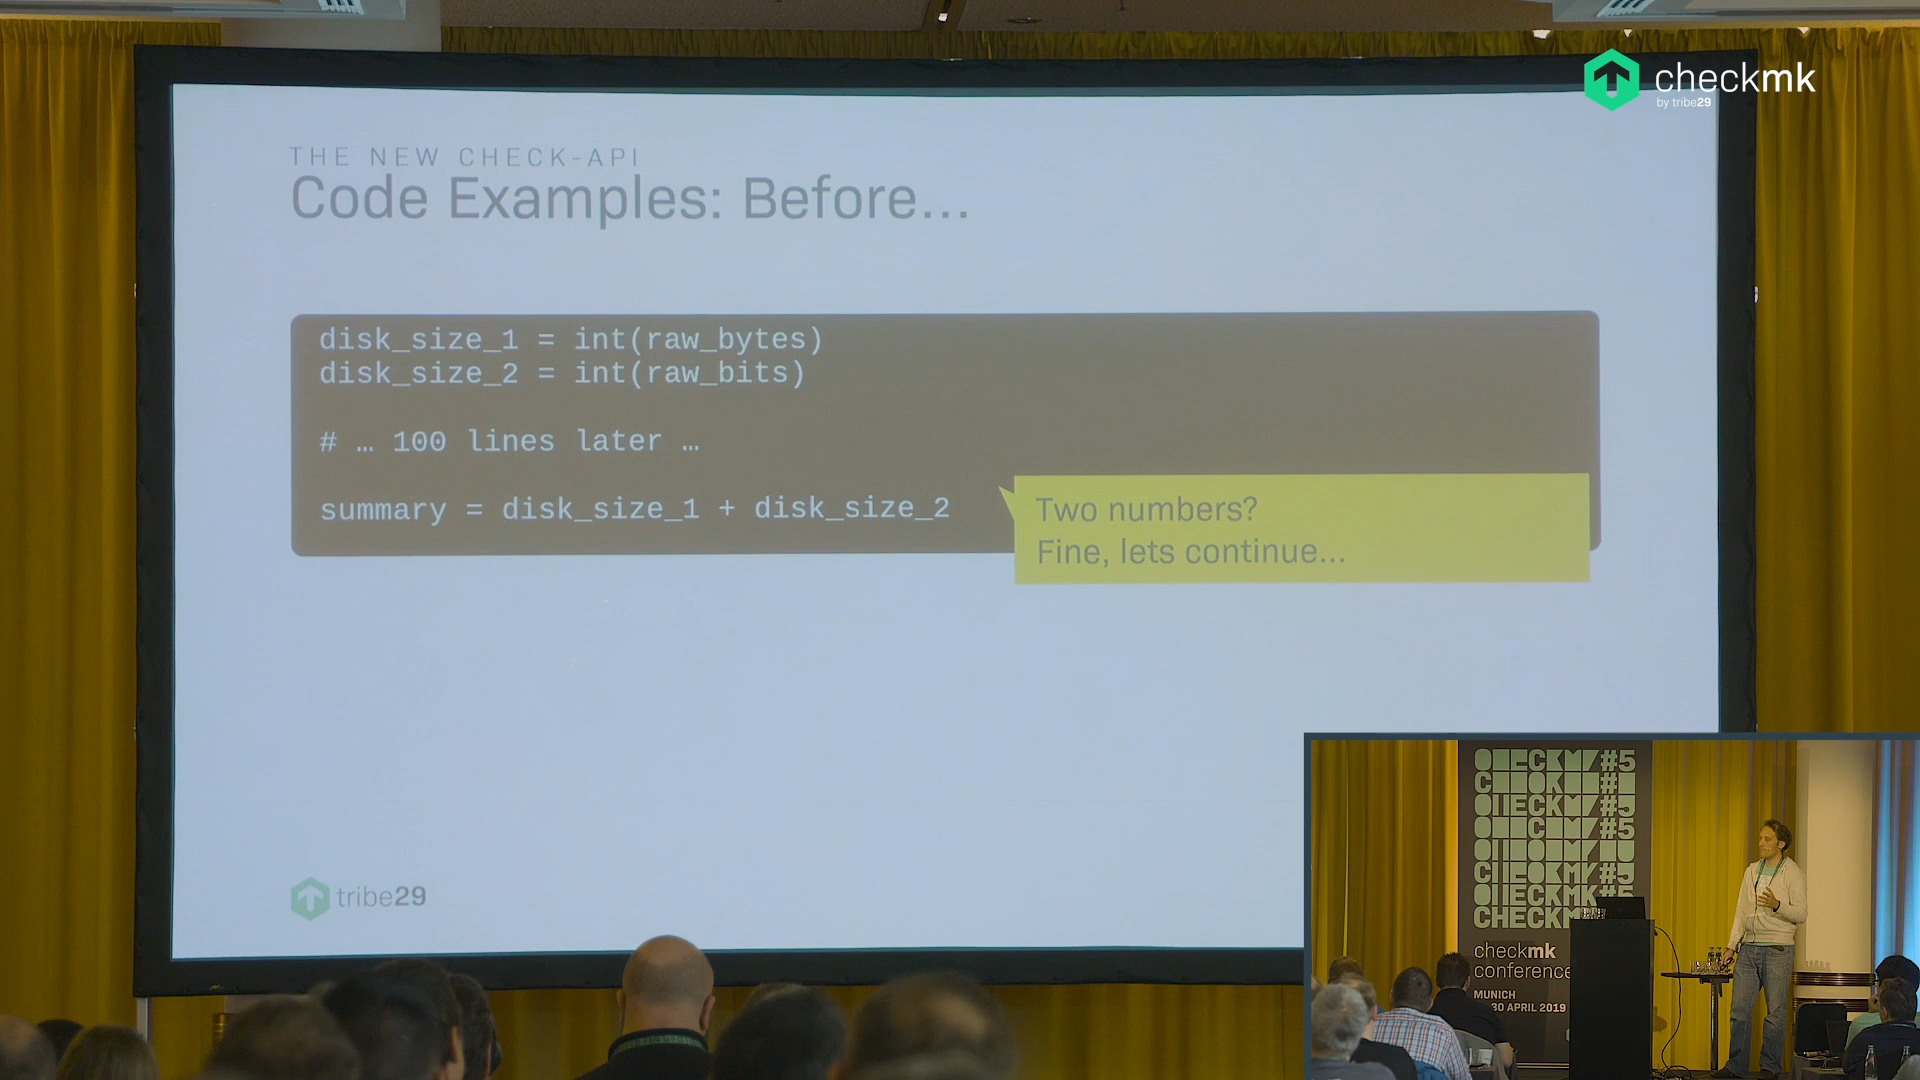 checkmk
by tribe29
THE NEW CHECK-API
Code Examples: Before...
disk_size_1 = int(raw_bytes)
disk_size_2 = int(raw_bits)
# … 100 lines later …
summary = disk_size_1 + disk_size_2
Two numbers?
Fine, lets continue...
tribe29
CHECKM
checkmk
conference
MUNICH
30 APRIL 2019